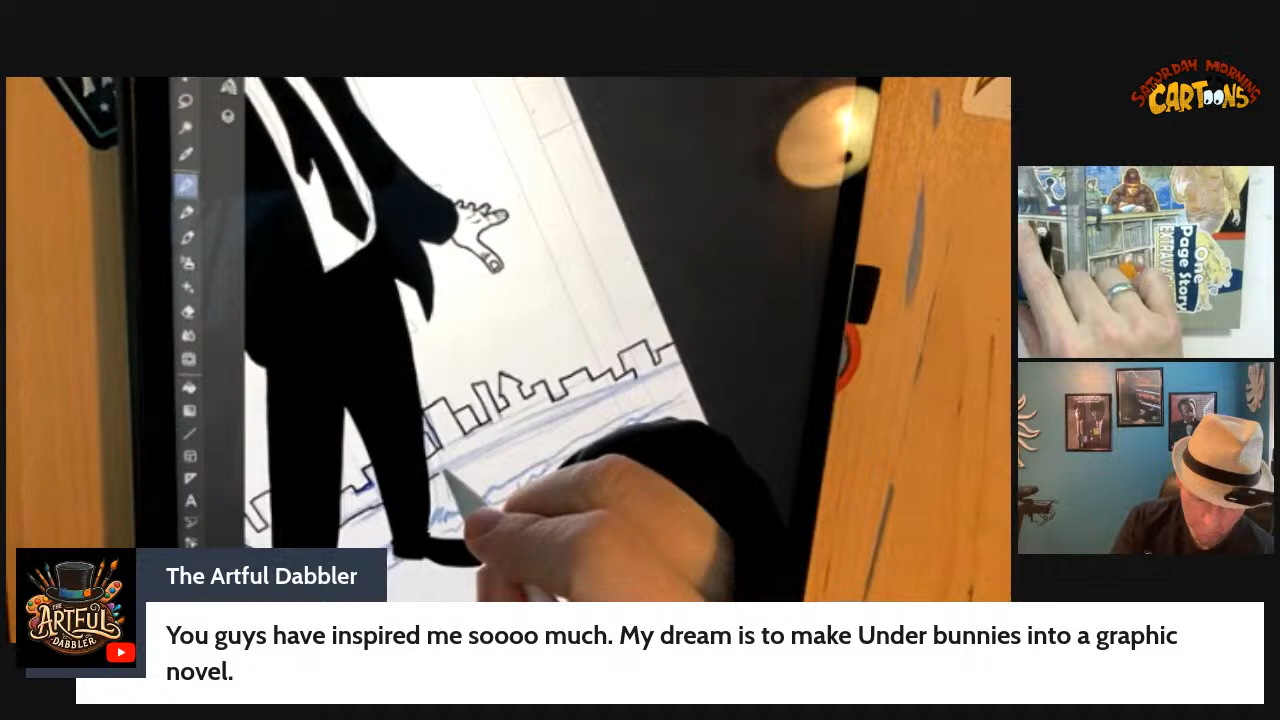 SATURDAY MORNING
CARTOONS
One
Page Story
A
The Artful Dabbler
THE
ARTFUL
DABBLER
You guys have inspired me soooo much. My dream is to make Under bunnies into a graphic
novel.